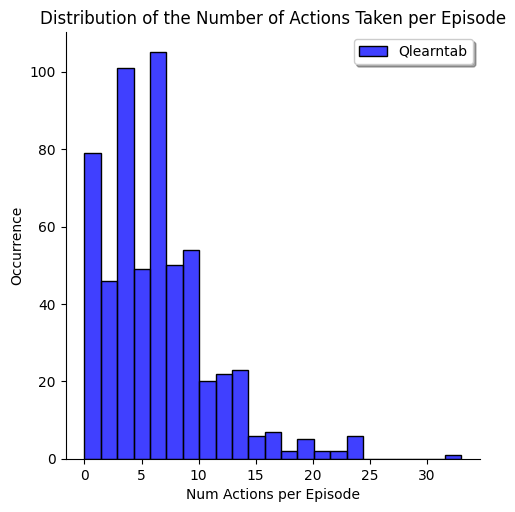 Distribution of the Number of Actions Taken per Episode
Qlearntab
100
80
60
40
20
0
Occurrence
0 5 10 15 20 25 30
Num Actions per Episode